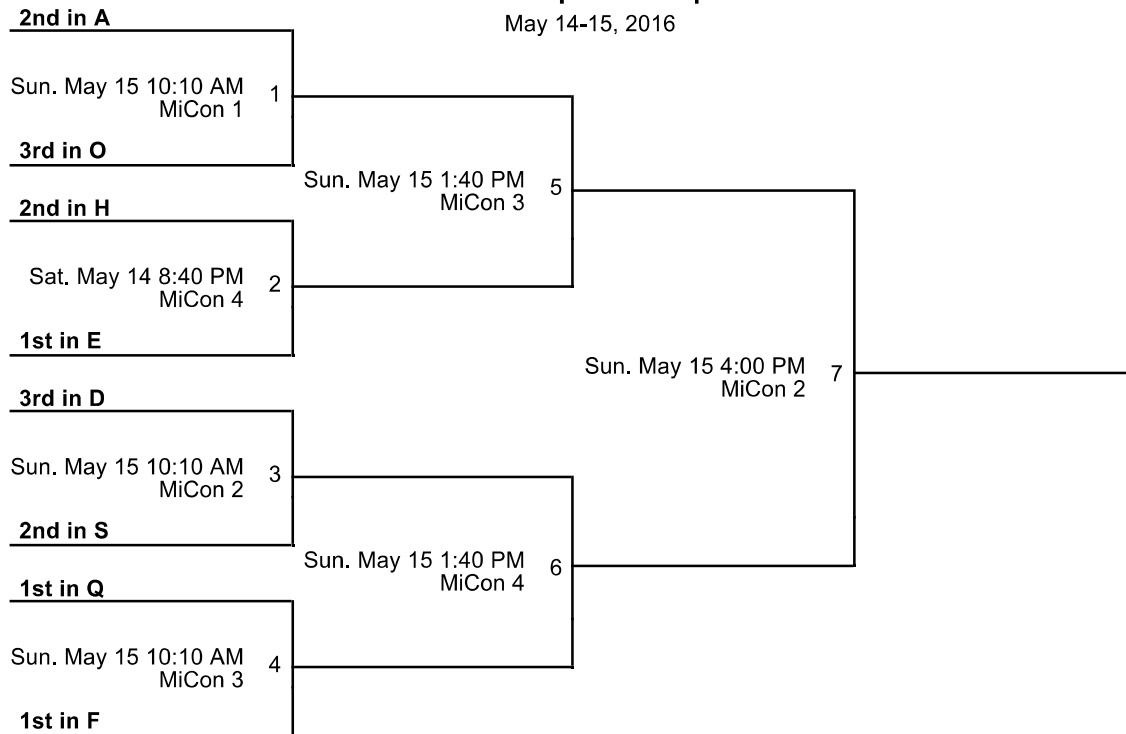 May 14-15, 2016
2nd in A
Sun. May 15 10:10 AM
MiCon 1
1
3rd in O
Sun. May 15 1:40 PM
MiCon 3
5
2nd in H
Sat. May 14 8:40 PM
MiCon 4
2
1st in E
Sun. May 15 4:00 PM
MiCon 2
7
3rd in D
Sun. May 15 10:10 AM
MiCon 2
3
2nd in S
Sun. May 15 1:40 PM
MiCon 4
6
1st in Q
Sun. May 15 10:10 AM
MiCon 3
4
1st in F